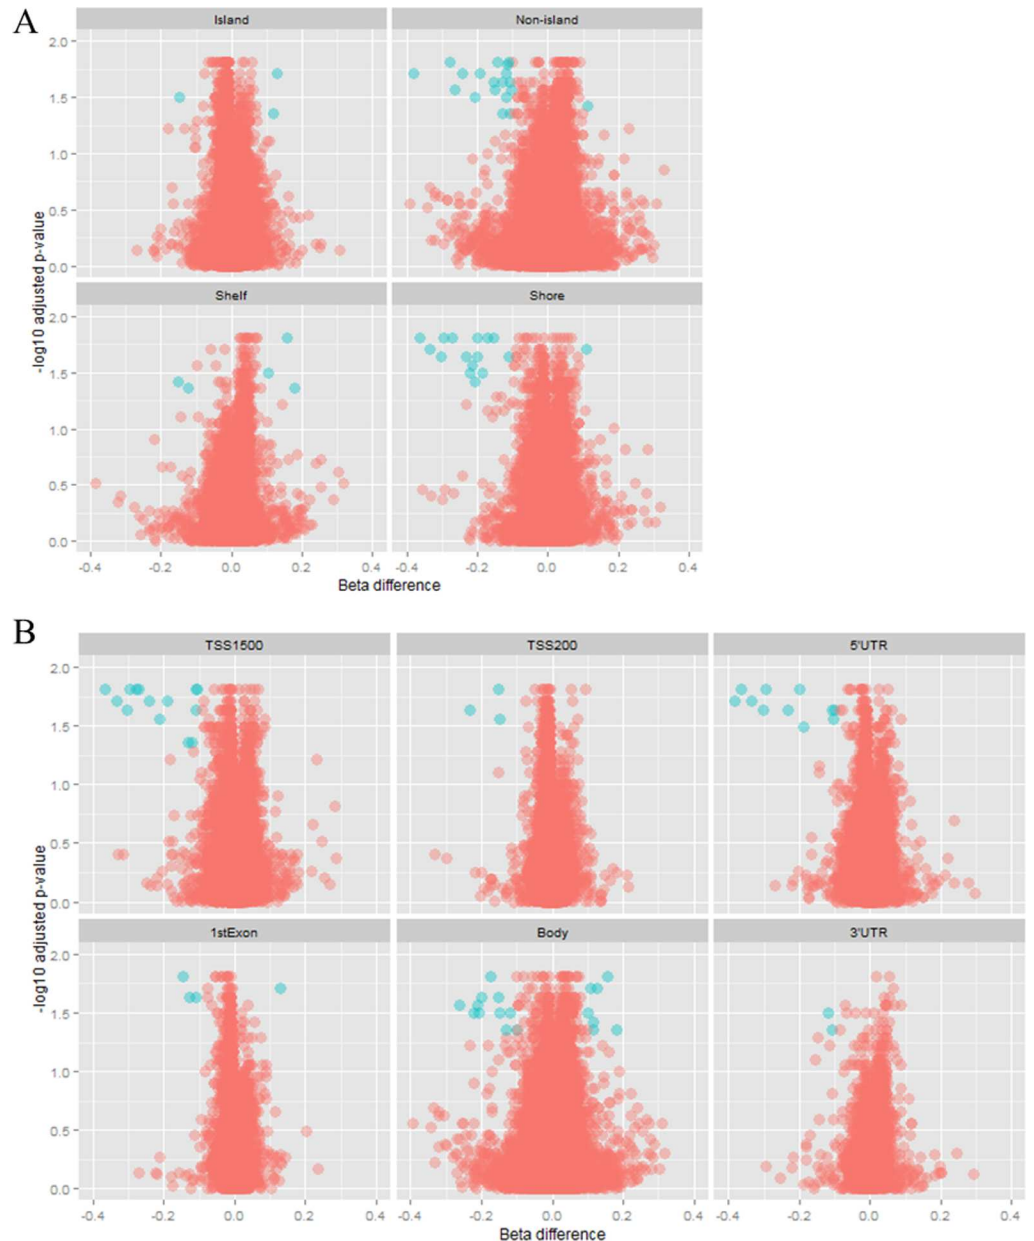 A
Island
Non-island
2.0
1.5
1.0
0.5
0.0
Shelf
Shore
2.0
1.5
1.0
0.5
0.0
-log10 adjusted p-value
-0.4 -0.2 0.0 0.2 0.4
-0.4 -0.2 0.0 0.2 0.4
Beta difference
B
TSS1500
TSS200
5'UTR
2.0
1.5
1.0
0.5
0.0
1stExon
Body
3'UTR
2.0
1.5
1.0
0.5
0.0
-log10 adjusted p-value
-0.4 -0.2 0.0 0.2 0.4
-0.4 -0.2 0.0 0.2 0.4
-0.4 -0.2 0.0 0.2 0.4
Beta difference